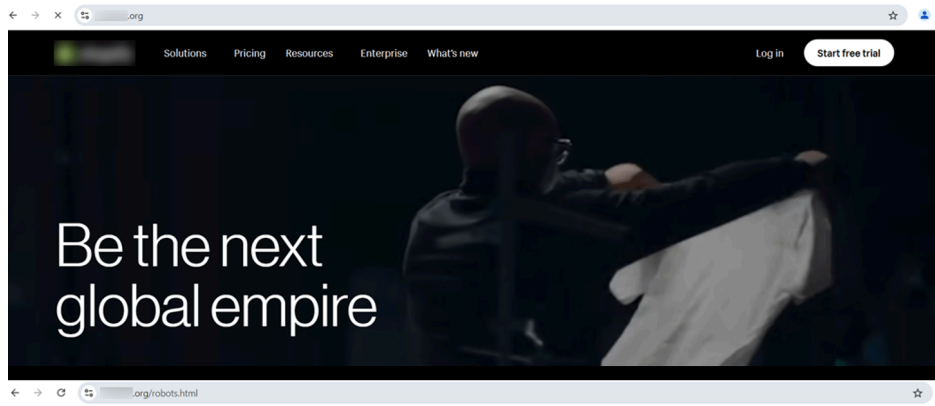 .org
Solutions Pricing Resources Enterprise What's new Log in Start free trial
Be the next
global empire
.org/robots.html